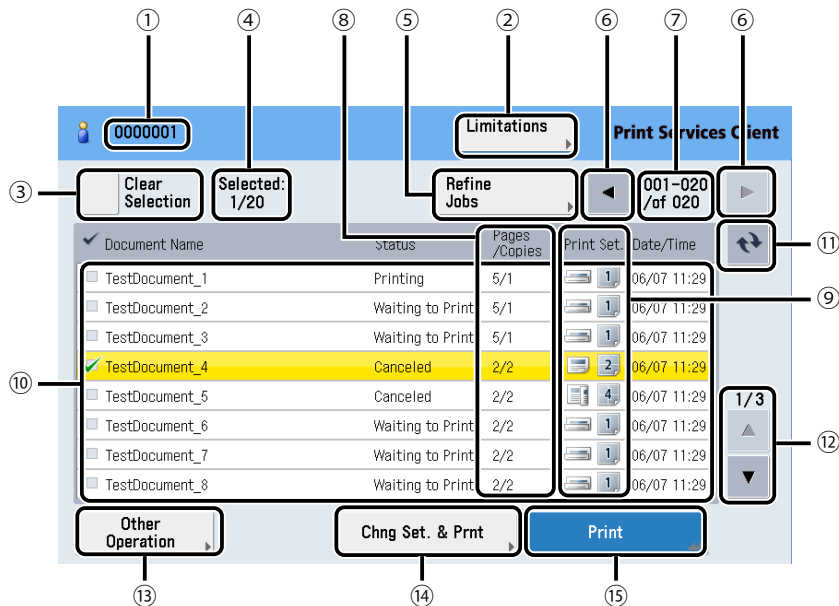 ① ④ ⑧ ⑤ ② ⑥ ⑦ ⑥
0000001 Limitations Print Services Client
③ Clear Selected: Refine ◀ 001-020 ▶
Selection 1/20 Jobs /of 020
✓ Document Name Status Pages Print Set. Date/Time ⑪
/Copies
TestDocument_1 Printing 5/1 1 06/07 11:29 ⑨
TestDocument_2 Waiting to Print 5/1 1 06/07 11:29
TestDocument_3 Waiting to Print 5/1 1 06/07 11:29
⑩ TestDocument_4 Canceled 2/2 2 06/07 11:29
TestDocument_5 Canceled 2/2 4 06/07 11:29 1/3
TestDocument_6 Waiting to Print 2/2 1 06/07 11:29 ▲ ⑫
TestDocument_7 Waiting to Print 2/2 1 06/07 11:29
TestDocument_8 Waiting to Print 2/2 1 06/07 11:29 ▼
Other Chng Set. & Prnt Print
Operation
⑬ ⑭ ⑮